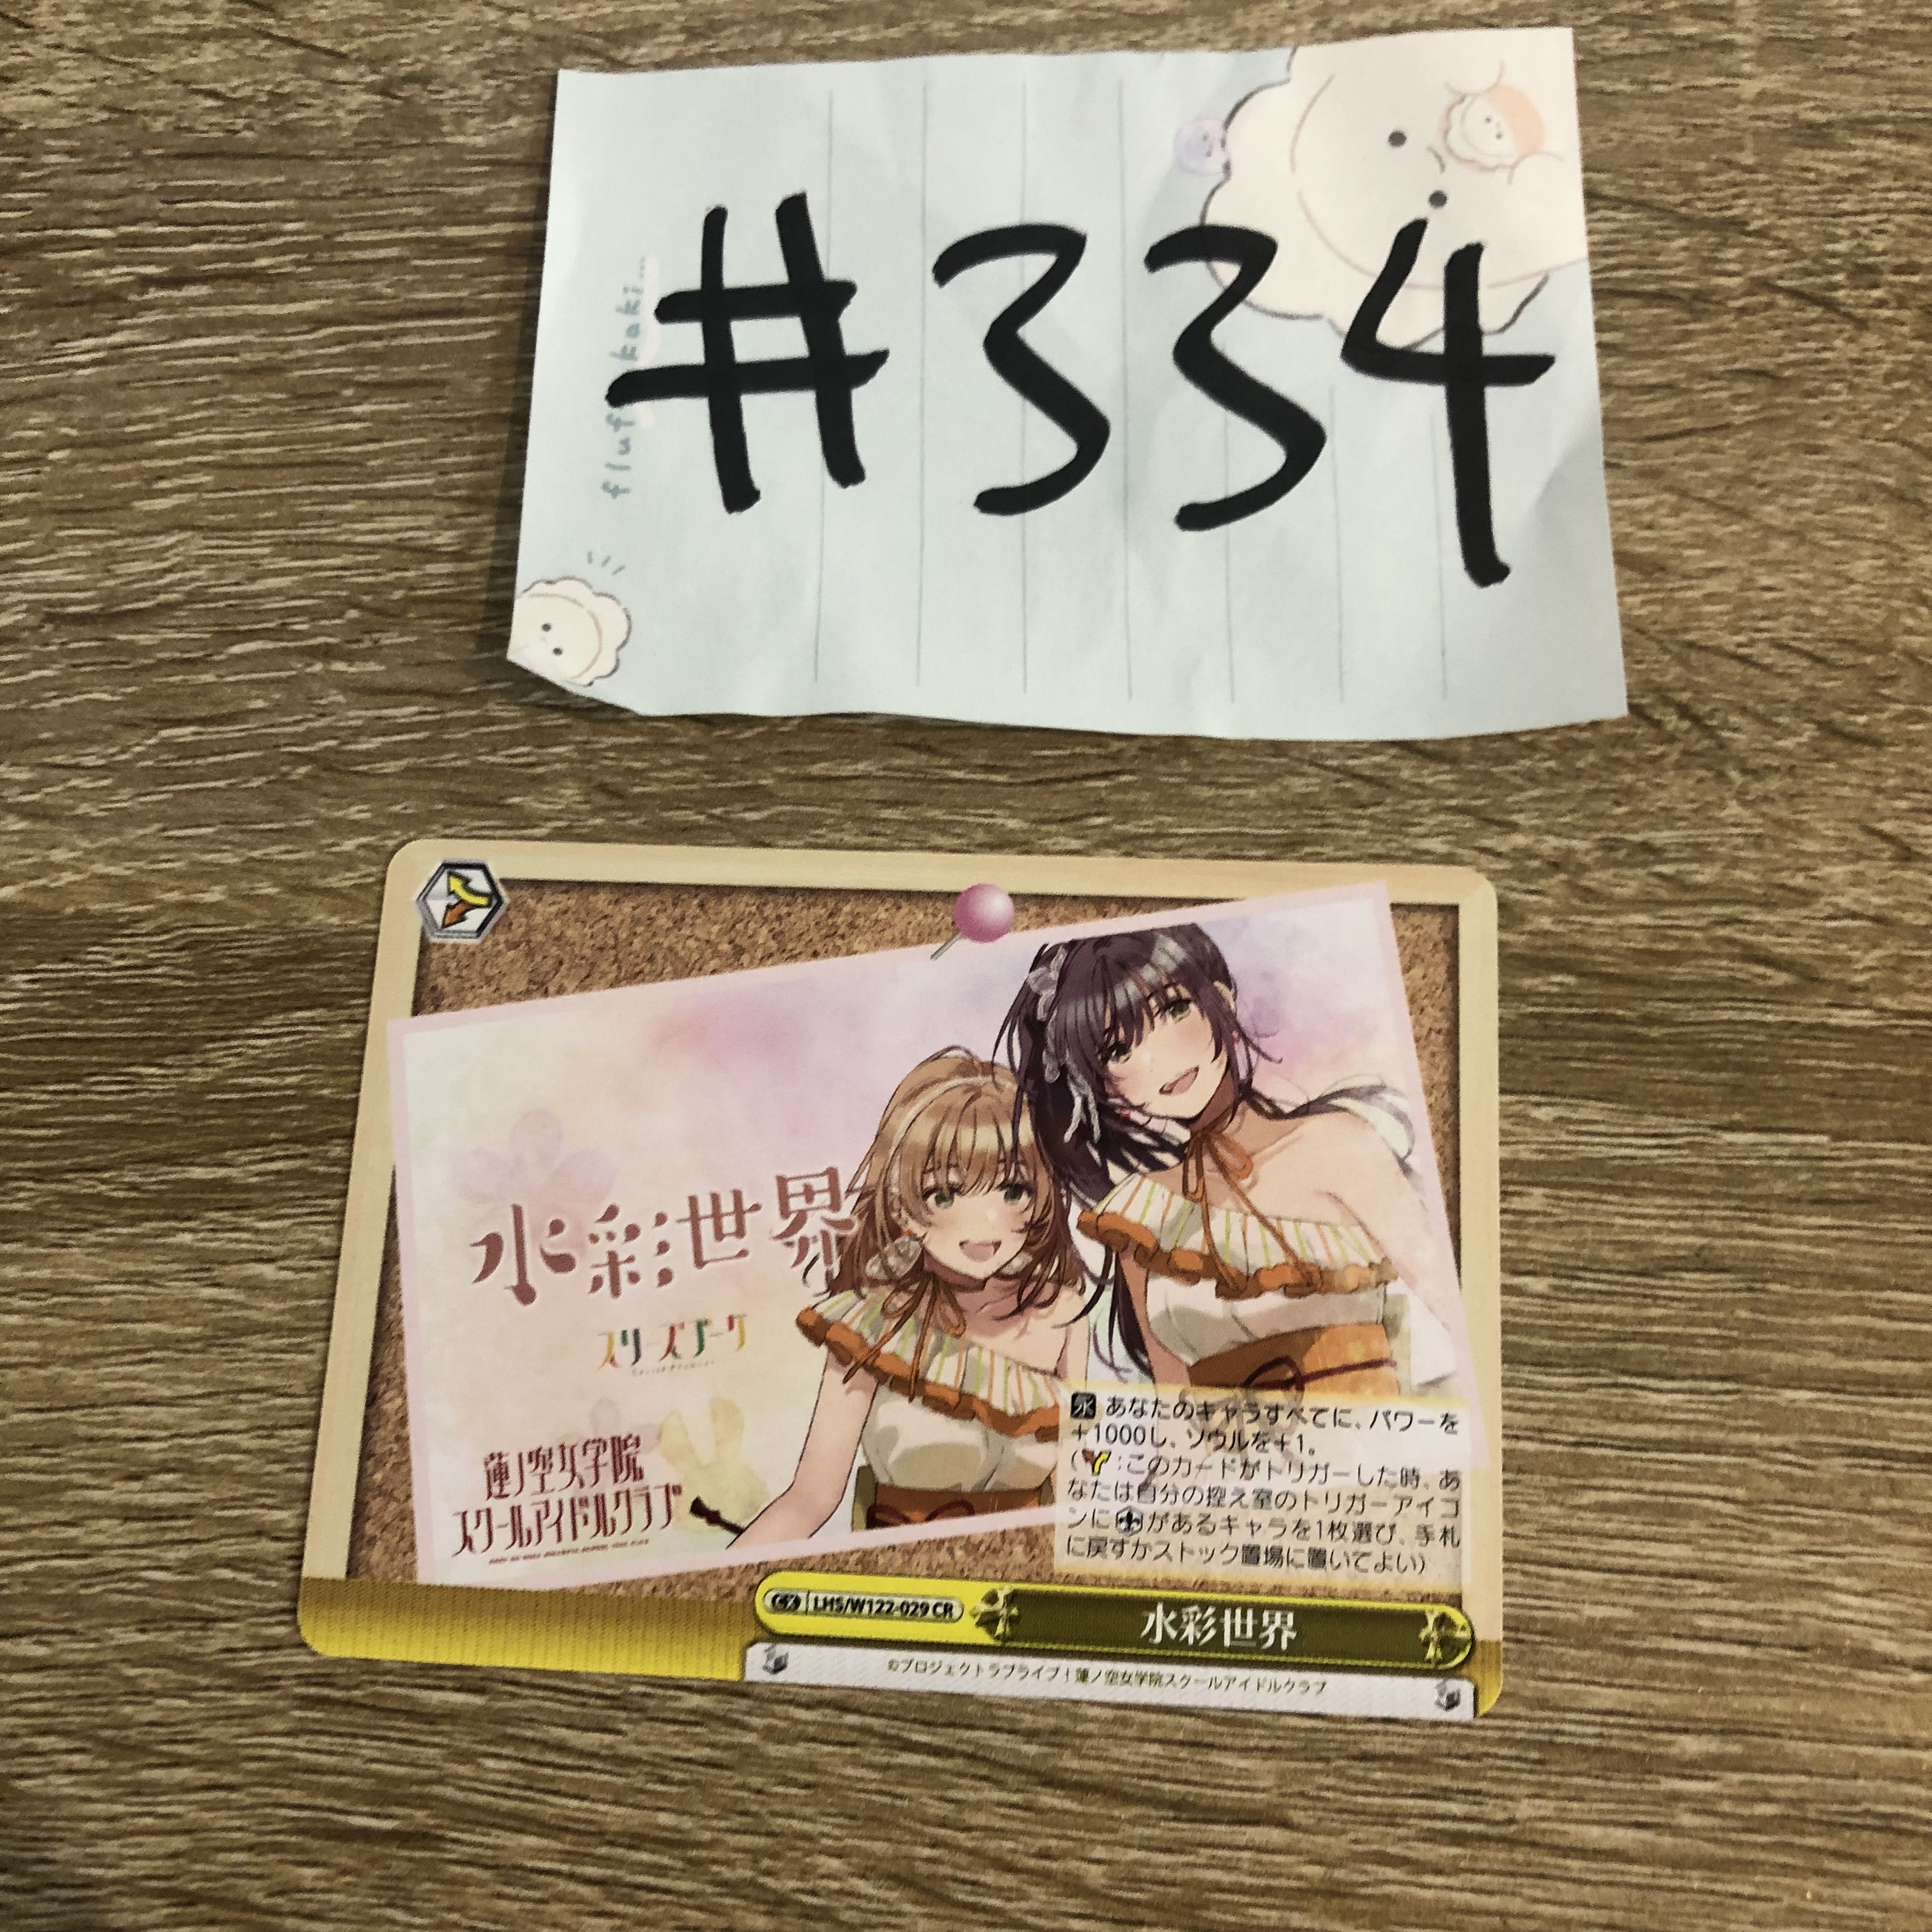 #334
fluffy kaki...
水彩世界
スリーズブーケ
蓮ノ空女学院
スクールアイドルクラブ
永 あなたのキャラすべてに、パワーを
+1000し、ソウルを+1。
( :このカードがトリガーした時、あ
なたは自分の控え室のトリガーアイコ
ンに があるキャラを1枚選び、手札
に戻すかストック置場に置いてよい)
LHS/W122-029 CR
水彩世界
©プロジェクトラブライブ!蓮ノ空女学院スクールアイドルクラブ